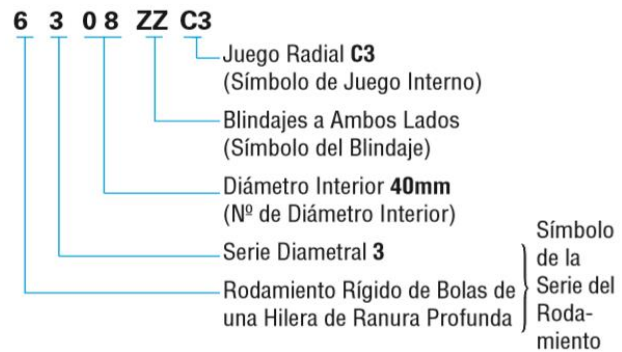 6 3 08 ZZ C3
Juego Radial C3
(Símbolo de Juego Interno)
Blindajes a Ambos Lados
(Símbolo del Blindaje)
Diámetro Interior 40mm
(Nº de Diámetro Interior)
Serie Diametral 3
Rodamiento Rígido de Bolas de
una Hilera de Ranura Profunda
Símbolo
de la
Serie del
Roda-
miento